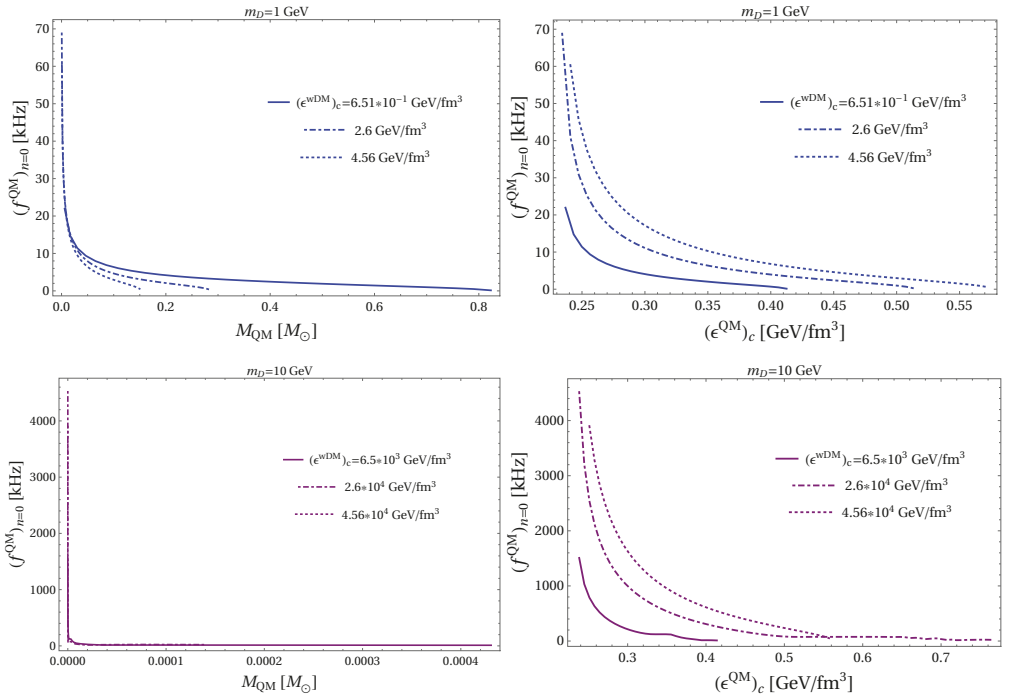 m_D=1 GeV
(f^QM)_{n=0} [kHz]
70
60
50
40
30
20
10
0
(ϵ^wDM)_c=6.51*10^-1 GeV/fm^3
2.6 GeV/fm^3
4.56 GeV/fm^3
0.0 0.2 0.4 0.6 0.8
M_QM [M_⊙]
m_D=1 GeV
(f^QM)_{n=0} [kHz]
70
60
50
40
30
20
10
0
(ϵ^wDM)_c=6.51*10^-1 GeV/fm^3
2.6 GeV/fm^3
4.56 GeV/fm^3
0.25 0.30 0.35 0.40 0.45 0.50 0.55
(ϵ^QM)_c [GeV/fm^3]
m_D=10 GeV
(f^QM)_{n=0} [kHz]
4000
3000
2000
1000
0
(ϵ^wDM)_c=6.5*10^3 GeV/fm^3
2.6*10^4 GeV/fm^3
4.56*10^4 GeV/fm^3
0.0000 0.0001 0.0002 0.0003 0.0004
M_QM [M_⊙]
m_D=10 GeV
(f^QM)_{n=0} [kHz]
4000
3000
2000
1000
0
(ϵ^wDM)_c=6.5*10^3 GeV/fm^3
2.6*10^4 GeV/fm^3
4.56*10^4 GeV/fm^3
0.3 0.4 0.5 0.6 0.7
(ϵ^QM)_c [GeV/fm^3]